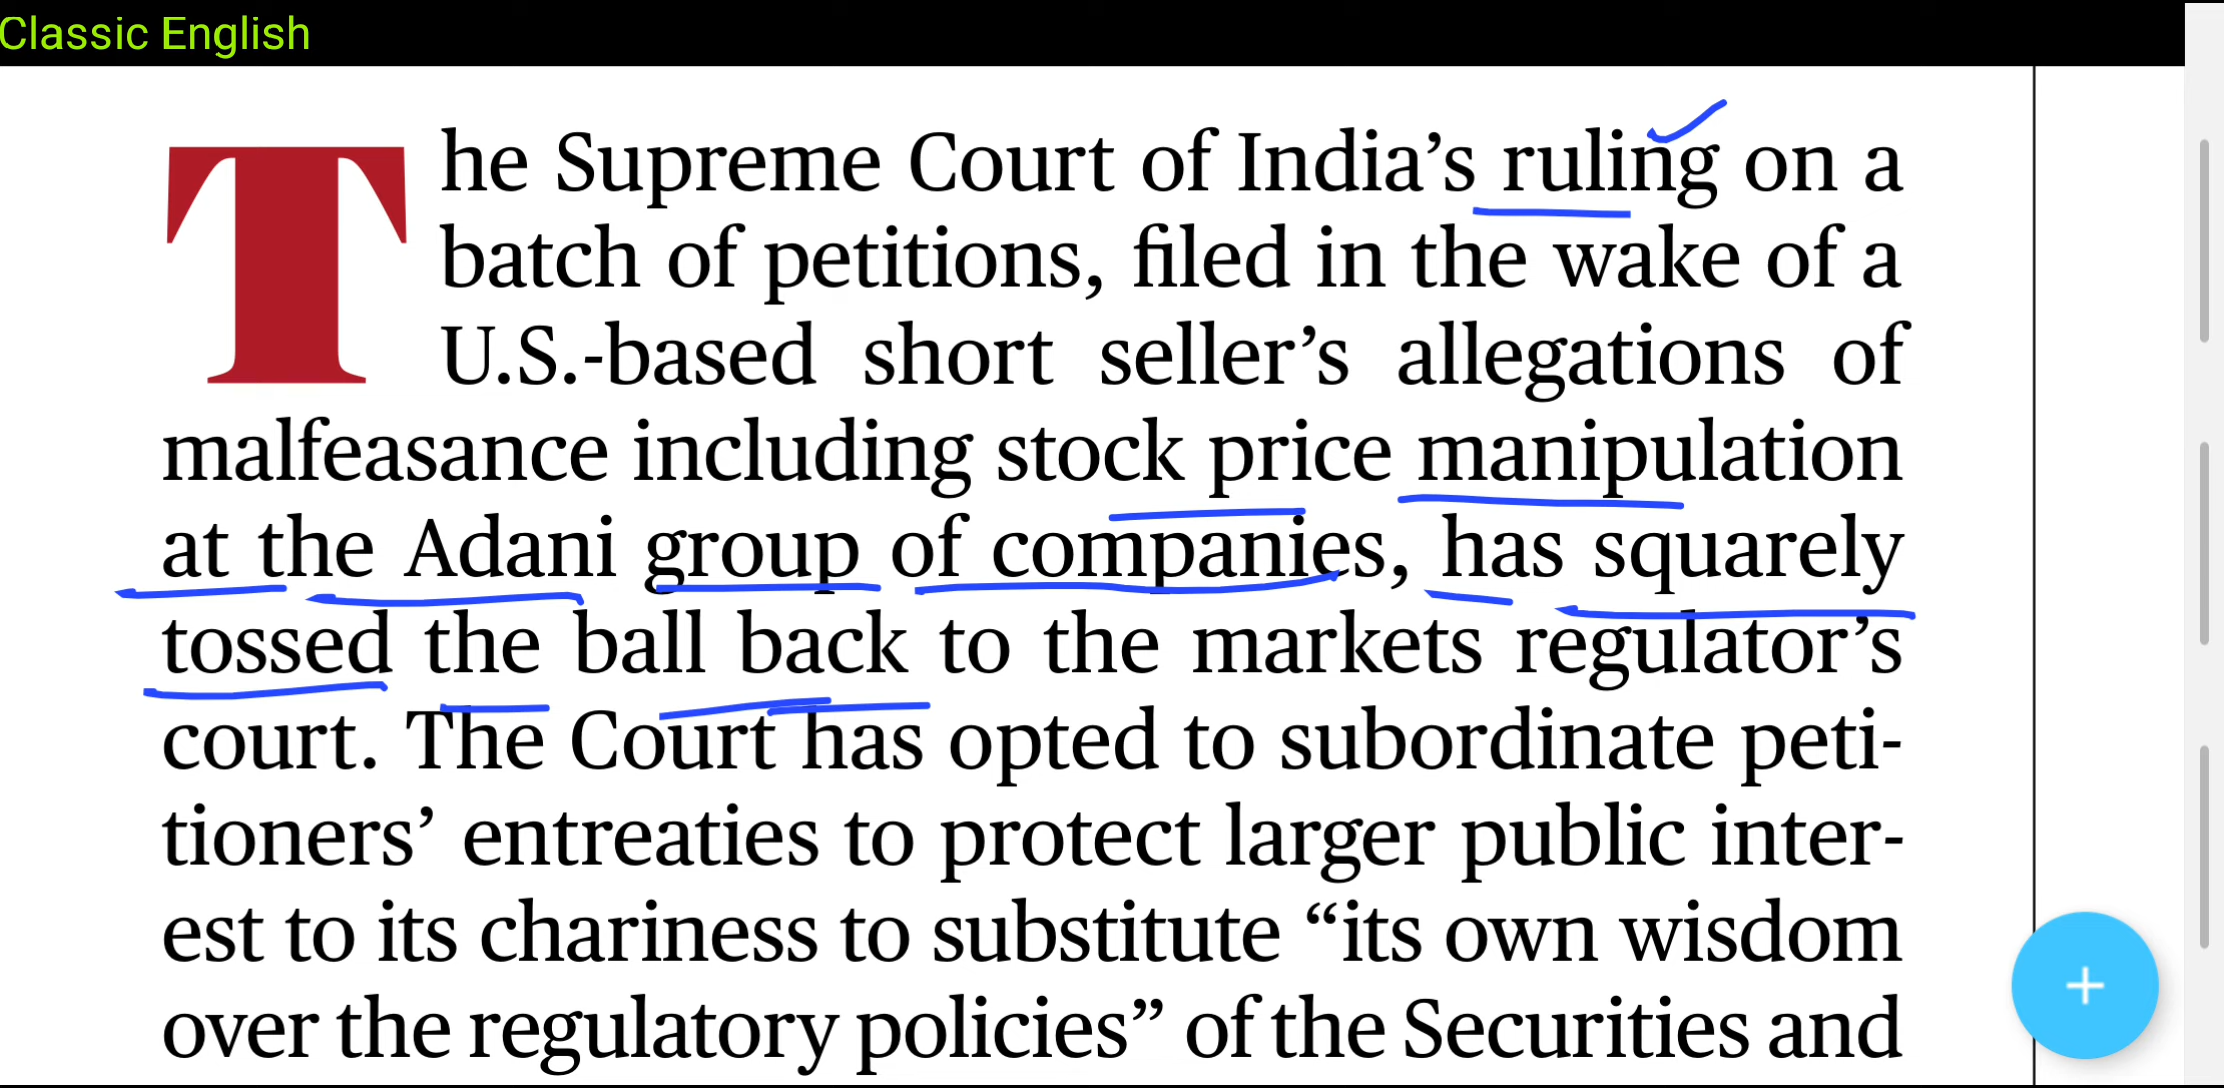 Classic English
The Supreme Court of India’s ruling on a
batch of petitions, filed in the wake of a
U.S.-based short seller’s allegations of
malfeasance including stock price manipulation
at the Adani group of companies, has squarely
tossed the ball back to the markets regulator’s
court. The Court has opted to subordinate peti-
tioners’ entreaties to protect larger public inter-
est to its chariness to substitute “its own wisdom
over the regulatory policies” of the Securities and